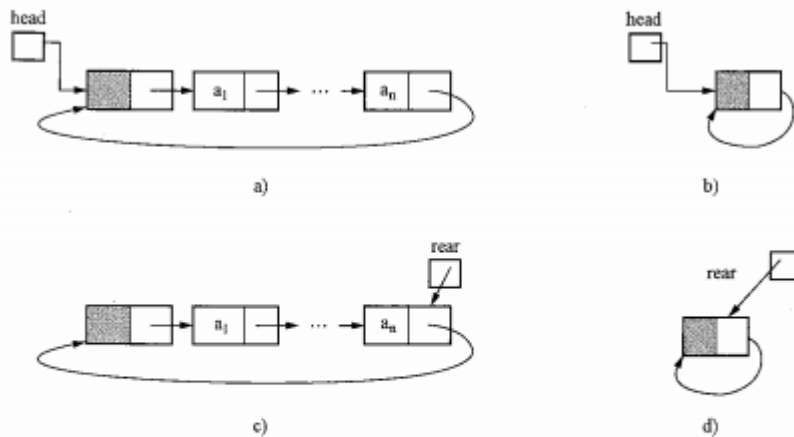 head
a₁
...
aₙ
a)
head
b)
rear
a₁
...
aₙ
c)
rear
d)